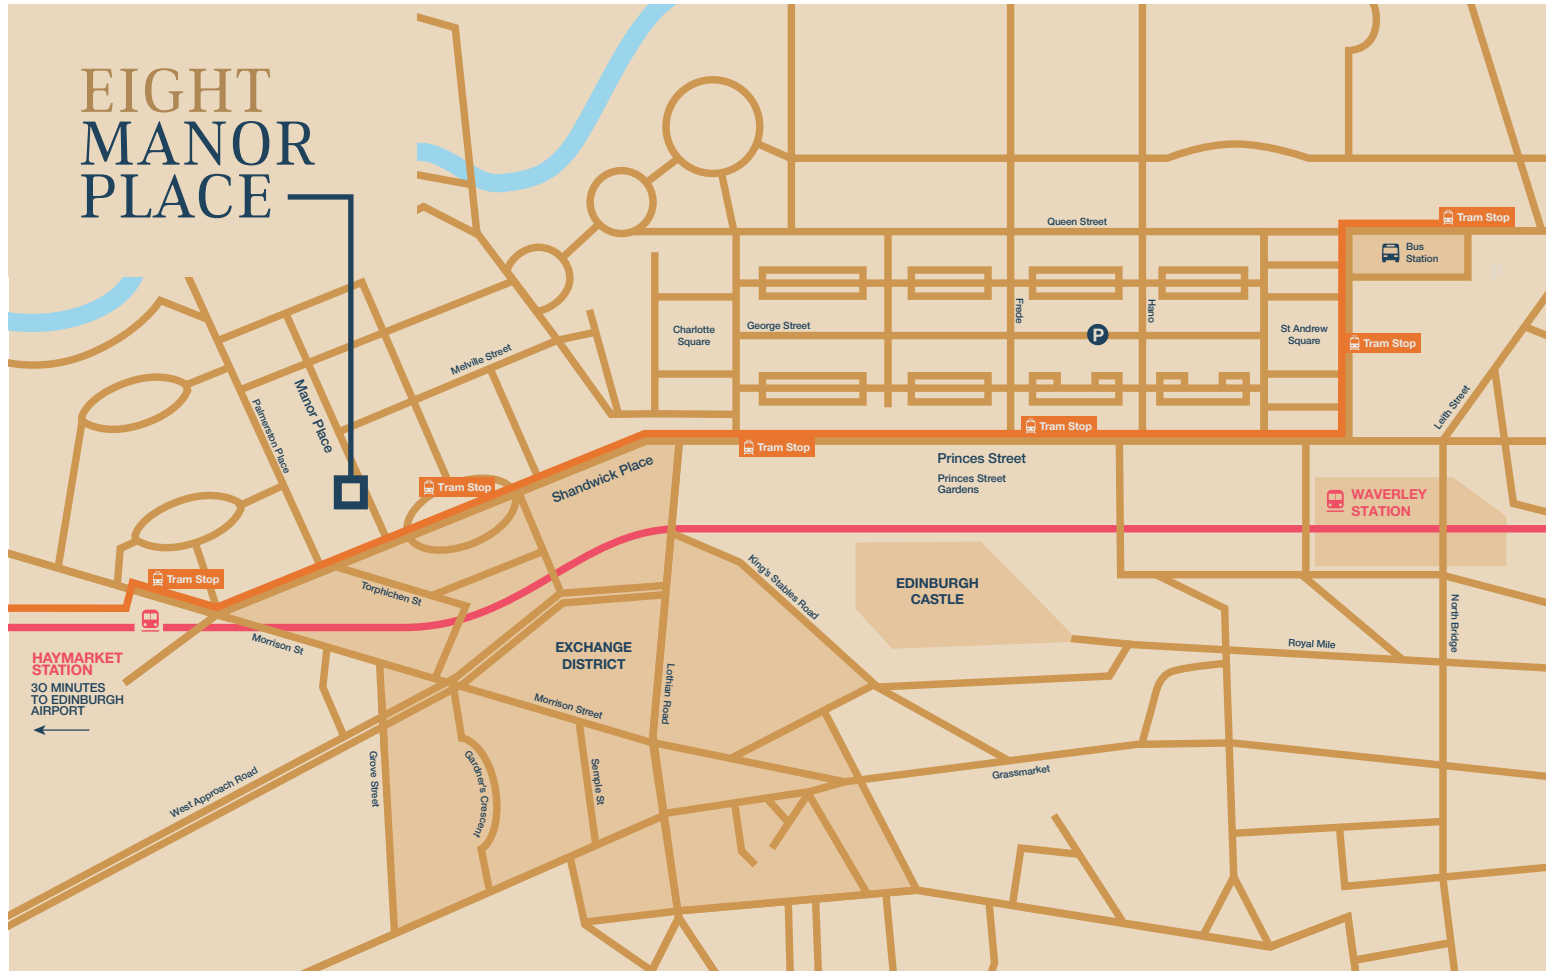 EIGHT
MANOR
PLACE
Queen Street
Tram Stop
Bus
Station
Frede
Hano
George Street
P
Charlotte
Square
St Andrew
Square
Tram Stop
Melville Street
Manor Place
Palmerston Place
Leith Street
Tram Stop
Tram Stop
Princes Street
Princes Street
Gardens
Shandwick Place
Tram Stop
WAVERLEY
STATION
Tram Stop
Torphichen St
King's Stables Road
EDINBURGH
CASTLE
North Bridge
Royal Mile
Morrison St
EXCHANGE
DISTRICT
Lothian Road
HAYMARKET
STATION
30 MINUTES
TO EDINBURGH
AIRPORT
Morrison Street
West Approach Road
Grove Street
Gardner's Crescent
Semple St
Grassmarket